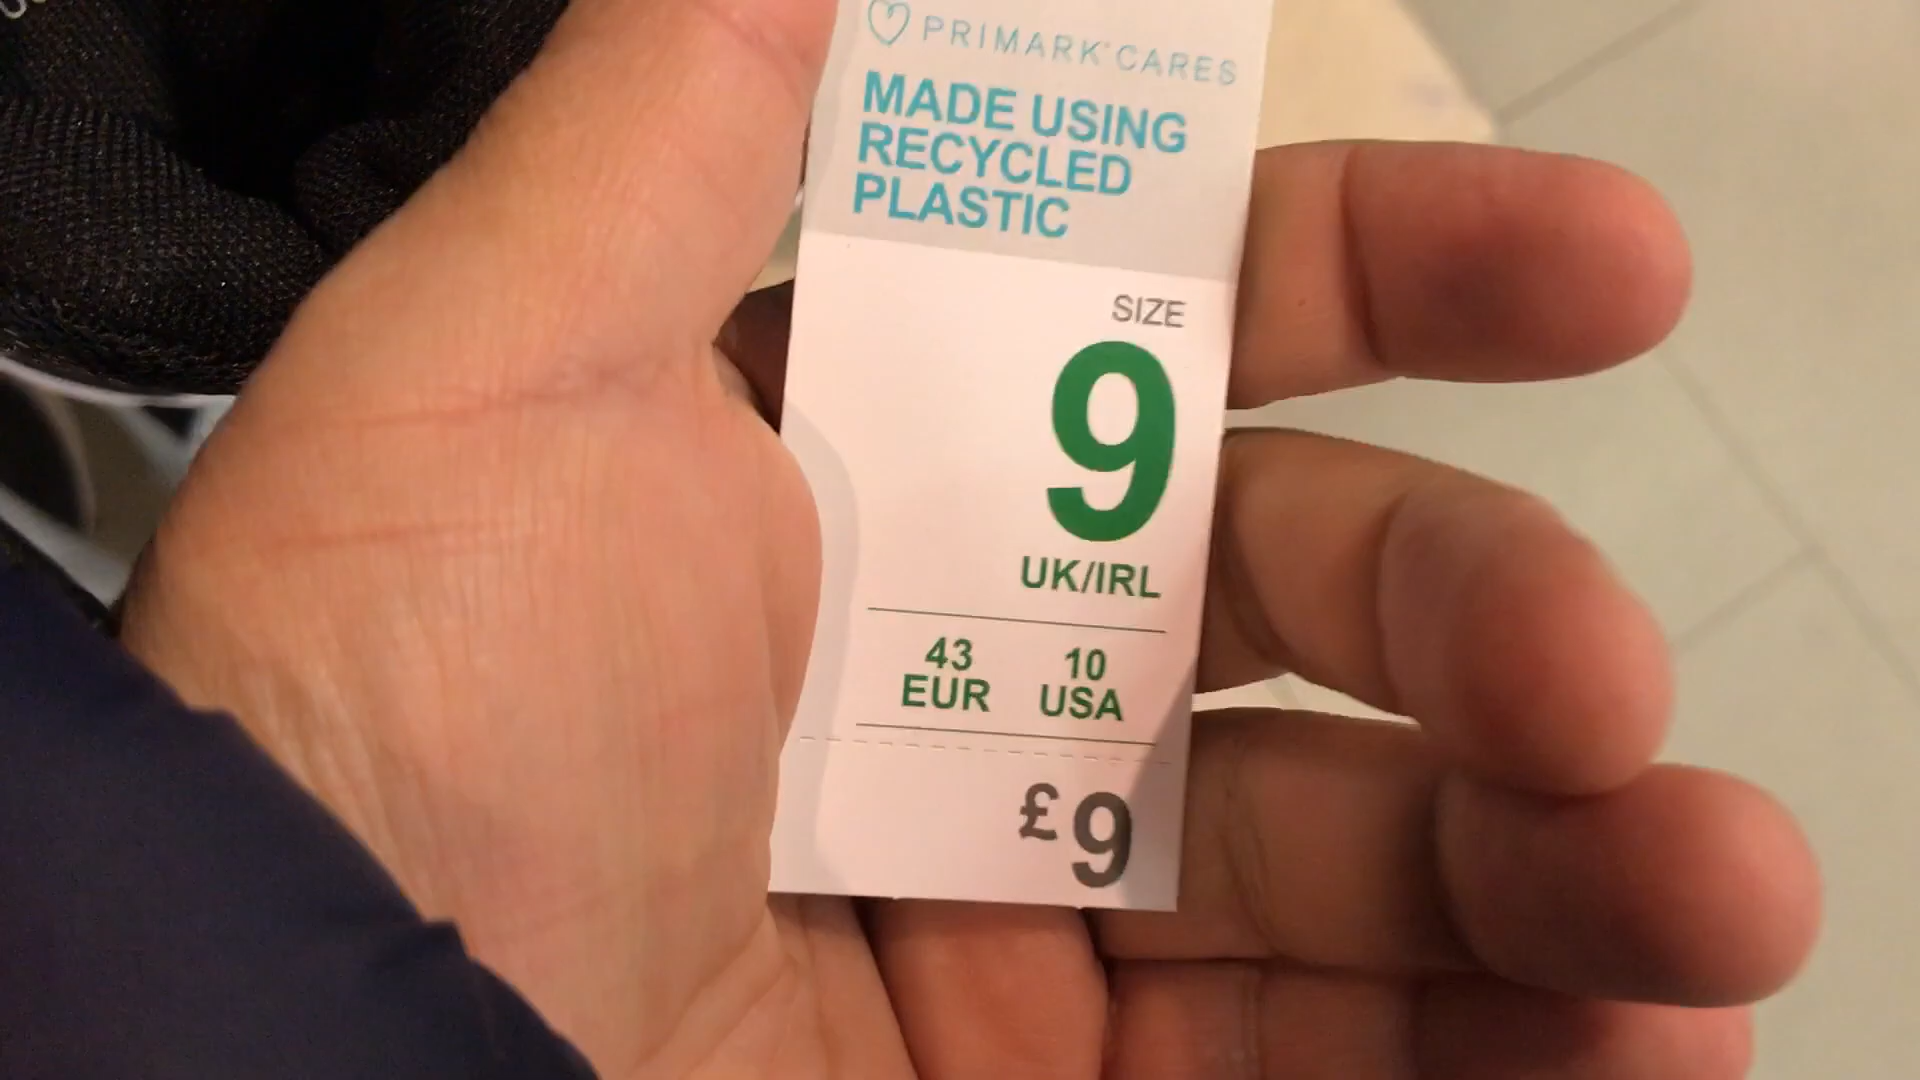 PRIMARK® CARES
MADE USING
RECYCLED
PLASTIC
SIZE
9
UK/IRL
43 10
EUR USA
£9